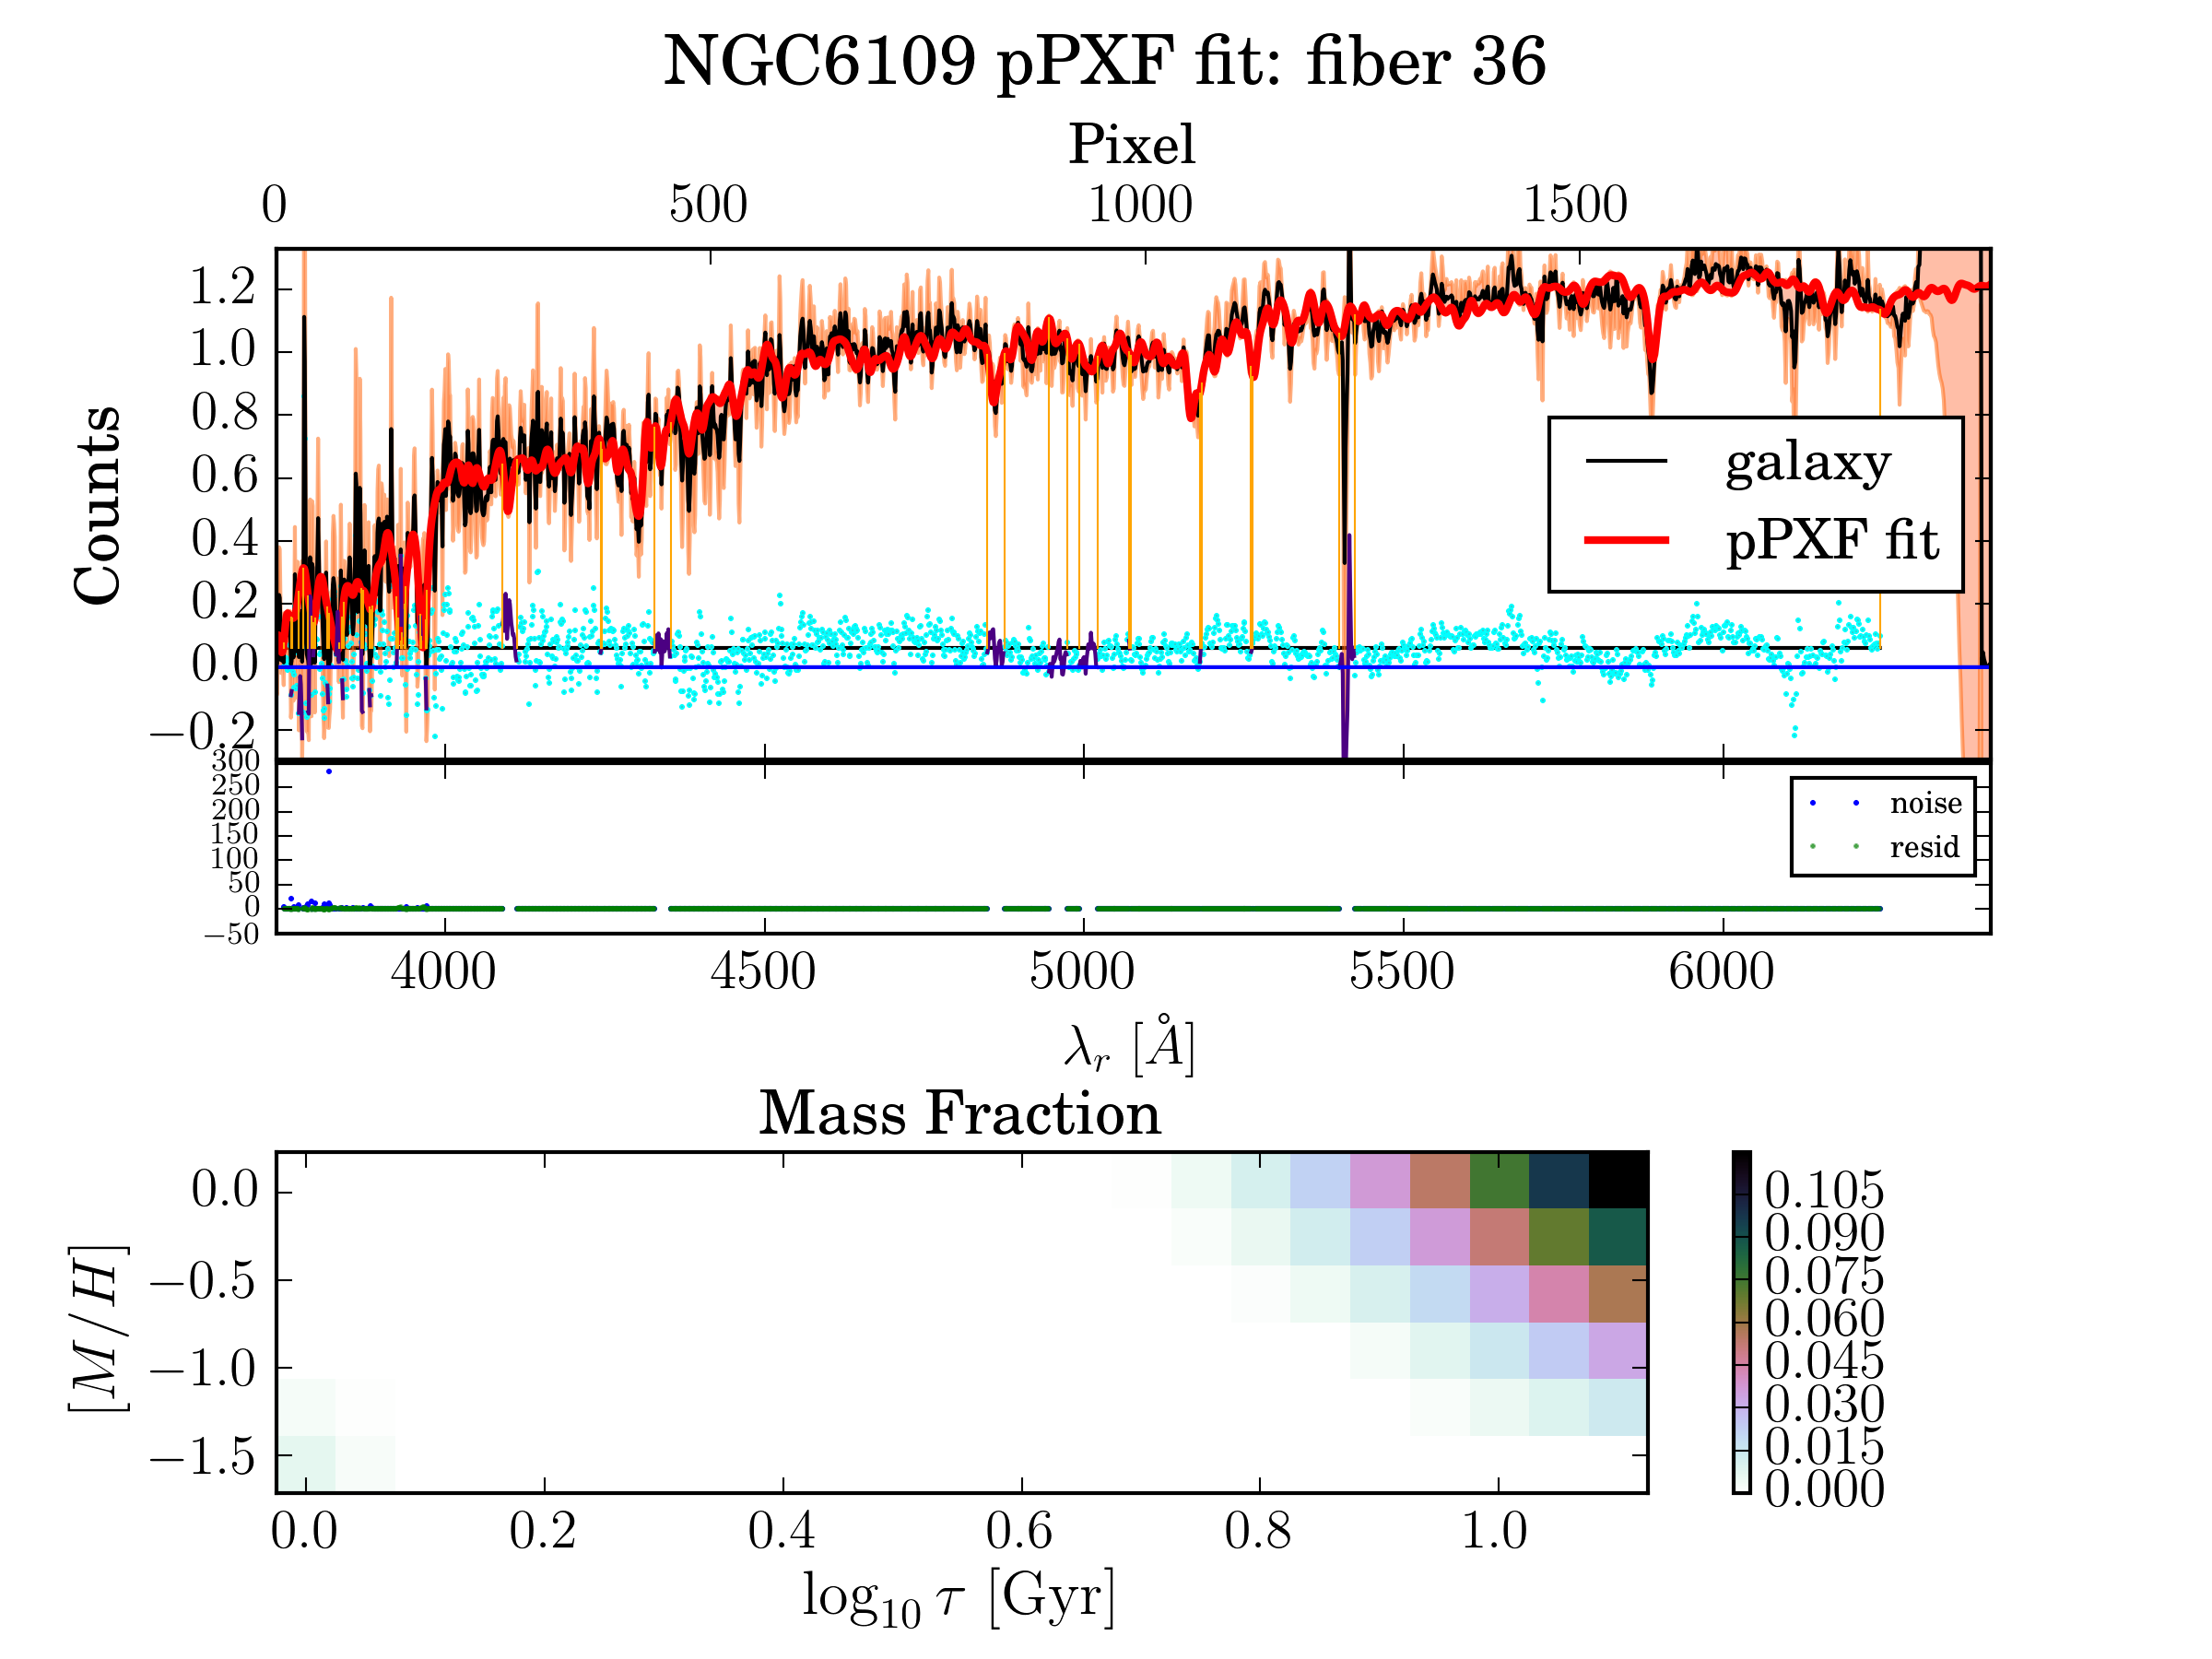 NGC6109 pPXF fit: fiber 36
Pixel
0 500 1000 1500
1.2
1.0
0.8
0.6
0.4
0.2
0.0
−0.2
Counts
galaxy
pPXF fit
300
250
200
150
100
50
0
−50
noise
resid
4000 4500 5000 5500 6000
λr [Å]
Mass Fraction
0.0
−0.5
−1.0
−1.5
[M/H]
0.105
0.090
0.075
0.060
0.045
0.030
0.015
0.000
0.0 0.2 0.4 0.6 0.8 1.0
log10 τ [Gyr]